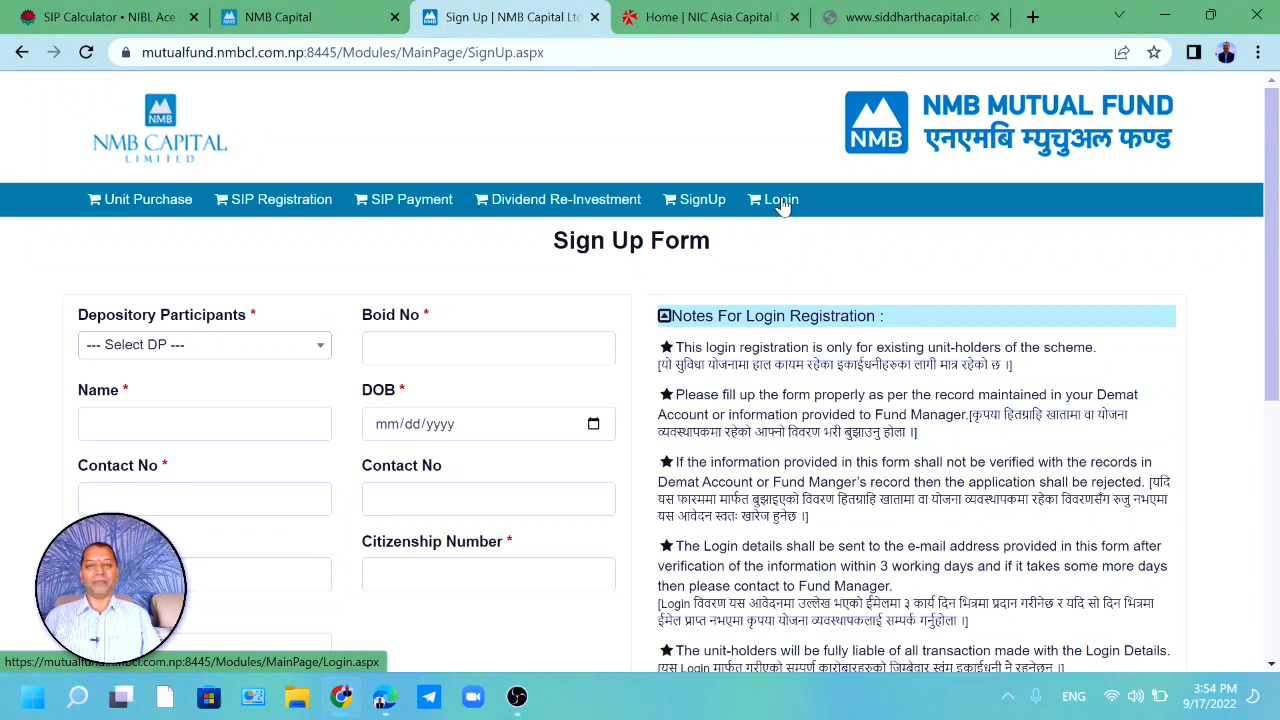 SIP Calculator - NIBL Ace
NMB Capital
Sign Up | NMB Capital Ltd
Home | NIC Asia Capital L
www.siddharthacapital.co
mutualfund.nmbcl.com.np:8445/Modules/MainPage/SignUp.aspx
NMB
NMB CAPITAL
LIMITED
NMB
NMB MUTUAL FUND
एनएमबि म्युचुअल फण्ड
Unit Purchase
SIP Registration
SIP Payment
Dividend Re-Investment
SignUp
Login
Sign Up Form
Depository Participants *
--- Select DP ---
Boid No *
Name *
DOB *
mm/dd/yyyy
Contact No *
Contact No
Citizenship Number *
Notes For Login Registration :
This login registration is only for existing unit-holders of the scheme.
[यो सुविधा योजनामा हाल कायम रहेका इकाईधनीहरुका लागी मात्र रहेको छ ।]
Please fill up the form properly as per the record maintained in your Demat
Account or information provided to Fund Manager.[कृपया हितग्राहि खातामा वा योजना
व्यवस्थापकमा रहेको आफ्नो विवरण भरी बुझाउनु होला ।]
If the information provided in this form shall not be verified with the records in
Demat Account or Fund Manger's record then the application shall be rejected. [यदि
यस फारममा मार्फत बुझाइएको विवरण हितग्राहि खातामा वा योजना व्यवस्थापकमा रहेका विवरणसँग रुजु नभएमा
यस आवेदन स्वतः खारेज हुनेछ ।]
The Login details shall be sent to the e-mail address provided in this form after
verification of the information within 3 working days and if it takes some more days
then please contact to Fund Manager.
[Login विवरण यस आवेदनमा उल्लेख भएको ईमेलमा ३ कार्य दिन भित्रमा प्रदान गरीनेछ र यदि सो दिन भित्रमा
ईमेल प्राप्त नभएमा कृपया योजना व्यवस्थापकलाई सम्पर्क गर्नुहोला ।]
The unit-holders will be fully liable of all transaction made with the Login Details.
[यस Login मार्फत गरीएको सम्पूर्ण कारोबारहरुको जिम्बेवार स्वंम इकाईधनी नै रहनेछन ।]
https://mutualfund.nmbcl.com.np:8445/Modules/MainPage/Login.aspx
ENG
3:54 PM
9/17/2022